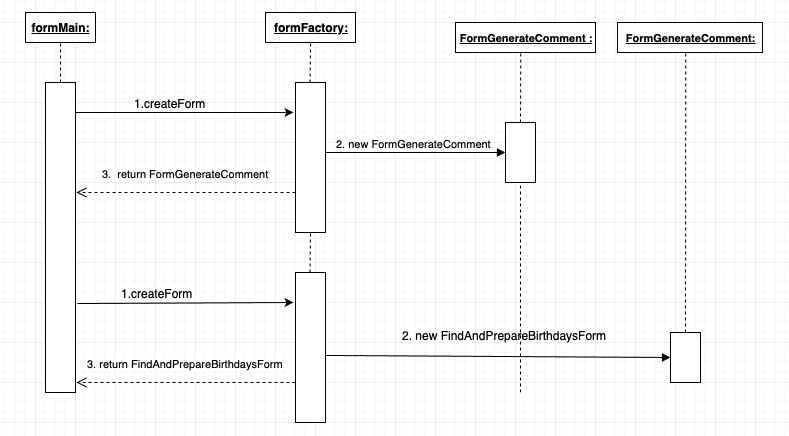 formMain:
formFactory:
FormGenerateComment :
FormGenerateComment:
1.createForm
2. new FormGenerateComment
3. return FormGenerateComment
1.createForm
2. new FindAndPrepareBirthdaysForm
3. return FindAndPrepareBirthdaysForm